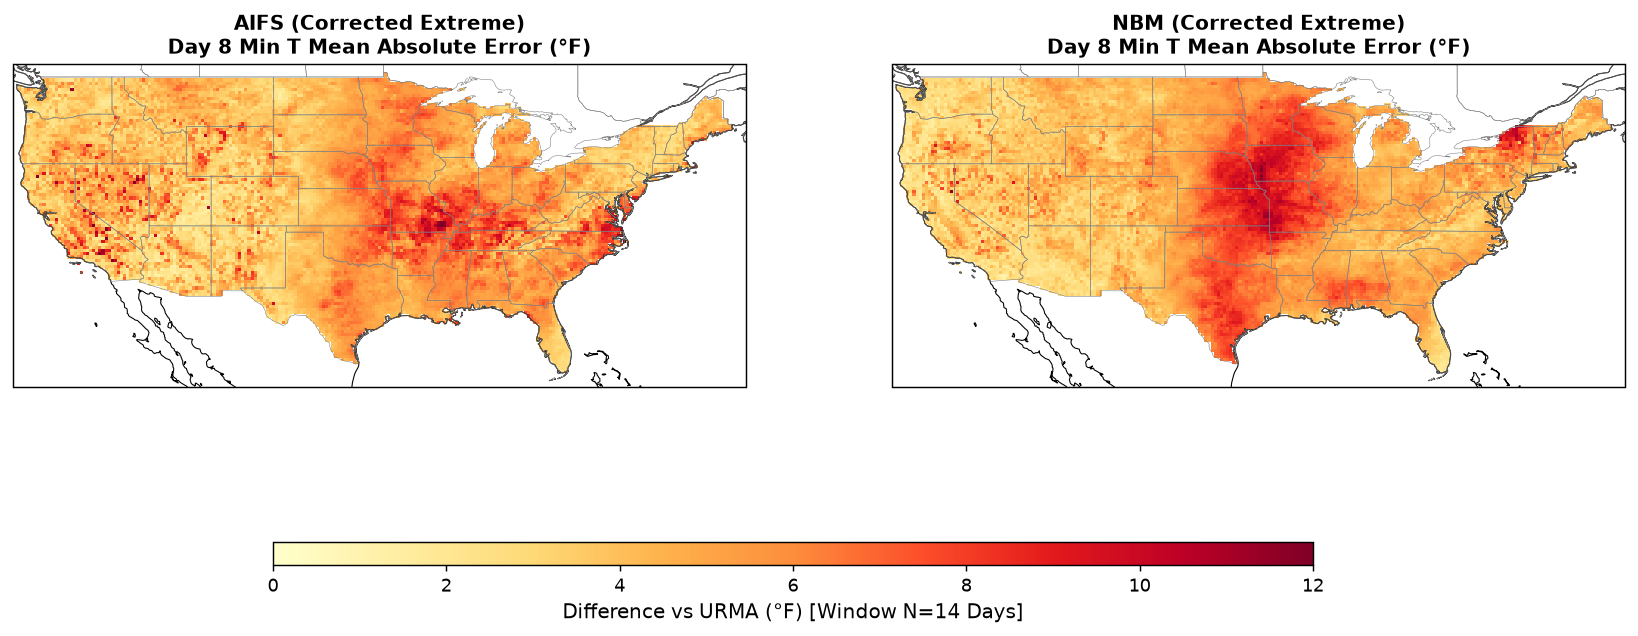 AIFS (Corrected Extreme)
Day 8 Min T Mean Absolute Error (°F)
NBM (Corrected Extreme)
Day 8 Min T Mean Absolute Error (°F)
0 2 4 6 8 10 12
Difference vs URMA (°F) [Window N=14 Days]